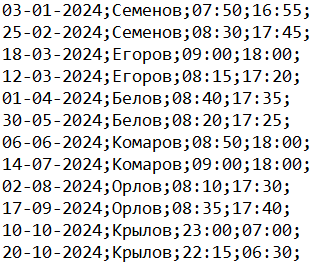 03-01-2024;Семенов;07:50;16:55;
25-02-2024;Семенов;08:30;17:45;
18-03-2024;Егоров;09:00;18:00;
12-03-2024;Егоров;08:15;17:20;
01-04-2024;Белов;08:40;17:35;
30-05-2024;Белов;08:20;17:25;
06-06-2024;Комаров;08:50;18:00;
14-07-2024;Комаров;09:00;18:00;
02-08-2024;Орлов;08:10;17:30;
17-09-2024;Орлов;08:35;17:40;
10-10-2024;Крылов;23:00;07:00;
20-10-2024;Крылов;22:15;06:30;